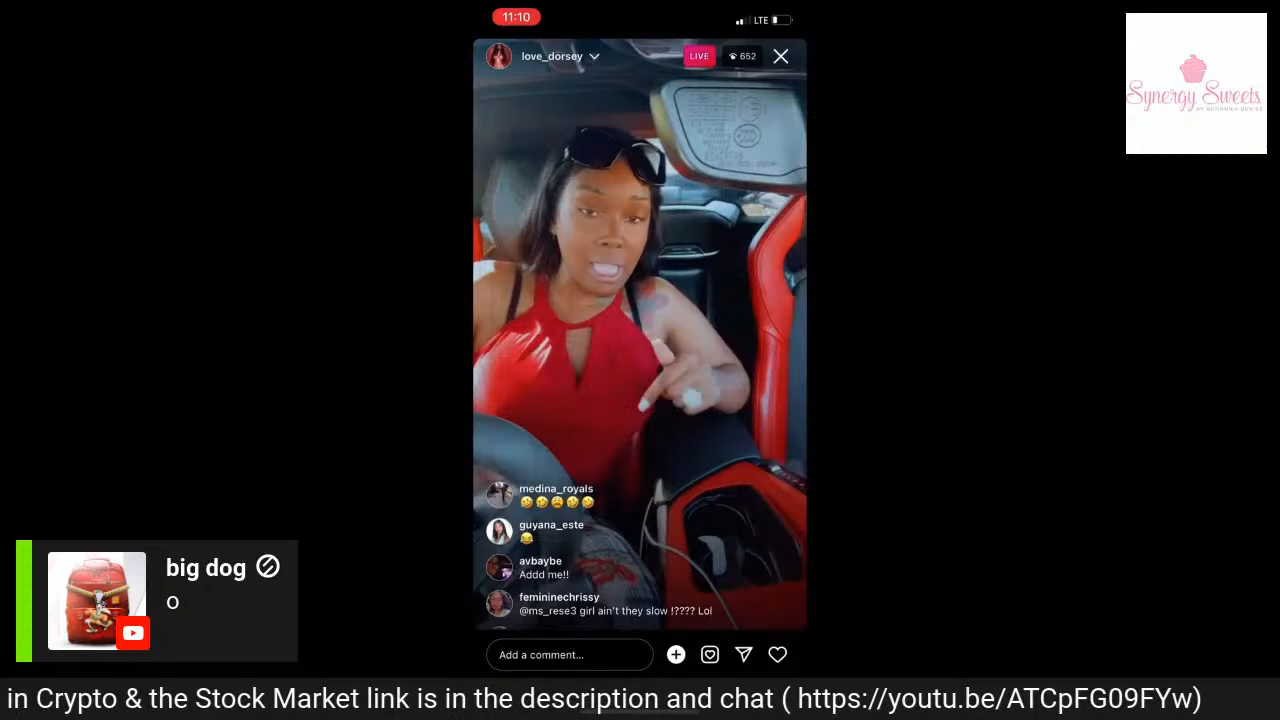 11:10
LTE
love_dorsey
LIVE
652
Synergy Sweets
medina_royals
guyana_este
avbaybe
Addd me!!
femininechrissy
@ms_rese3 girl ain't they slow !???? Lol
big dog
o
Add a comment...
in Crypto & the Stock Market link is in the description and chat ( https://youtu.be/ATCpFG09FYw)